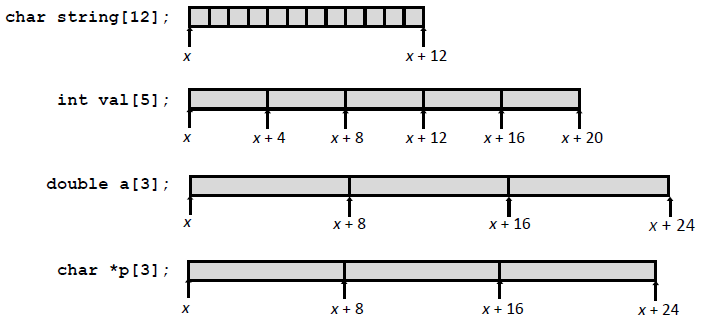 char string[12];
x x + 12
int val[5];
x x + 4 x + 8 x + 12 x + 16 x + 20
double a[3];
x x + 8 x + 16 x + 24
char *p[3];
x x + 8 x + 16 x + 24